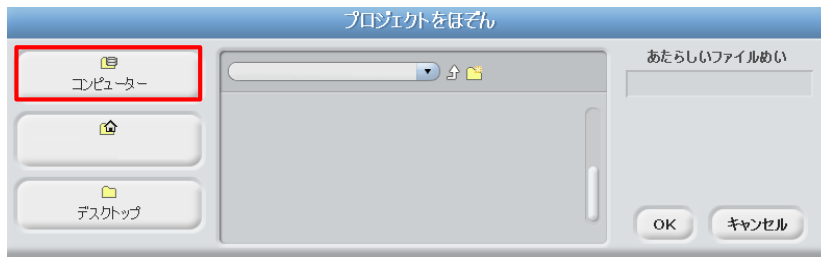 プロジェクトをほぞん
コンピューター
デスクトップ
あたらしいファイルめい
OK
キャンセル